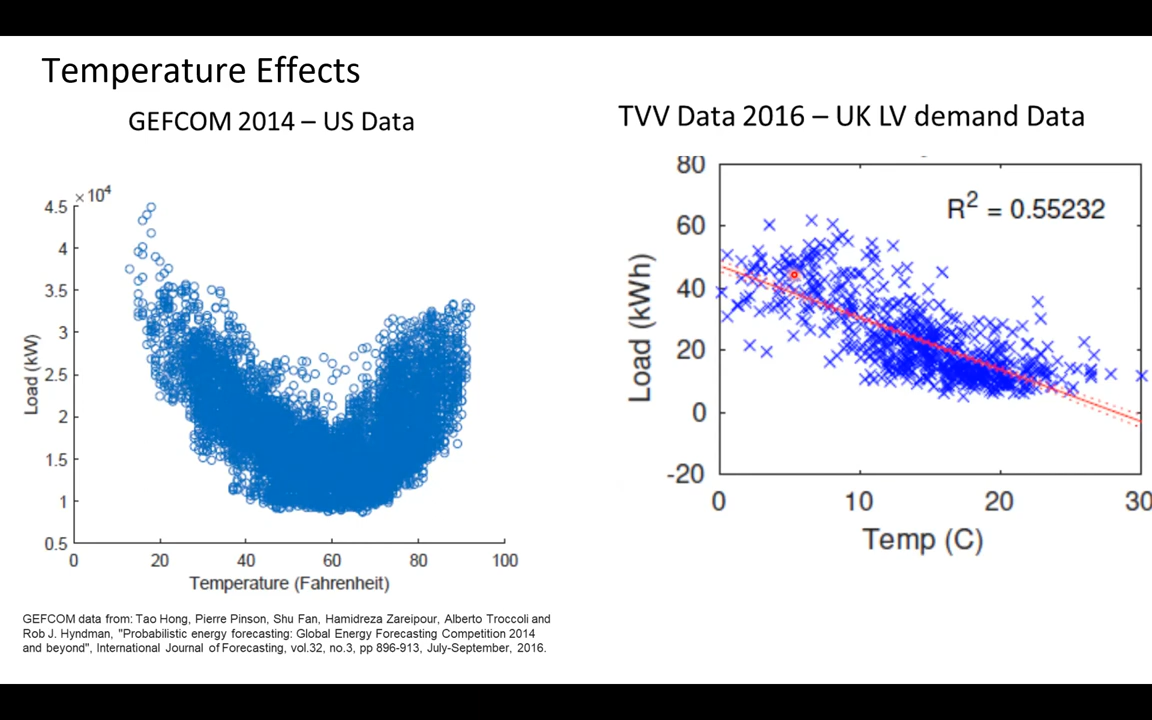 Temperature Effects
GEFCOM 2014 – US Data
×10⁴
4.5
4
3.5
3
2.5
2
1.5
1
0.5
Load (kW)
0
20
40
60
80
100
Temperature (Fahrenheit)
GEFCOM data from: Tao Hong, Pierre Pinson, Shu Fan, Hamidreza Zareipour, Alberto Troccoli and
Rob J. Hyndman, "Probabilistic energy forecasting: Global Energy Forecasting Competition 2014
and beyond", International Journal of Forecasting, vol.32, no.3, pp 896-913, July-September, 2016.
TVV Data 2016 – UK LV demand Data
80
60
40
20
0
-20
Load (kWh)
R² = 0.55232
0
10
20
30
Temp (C)